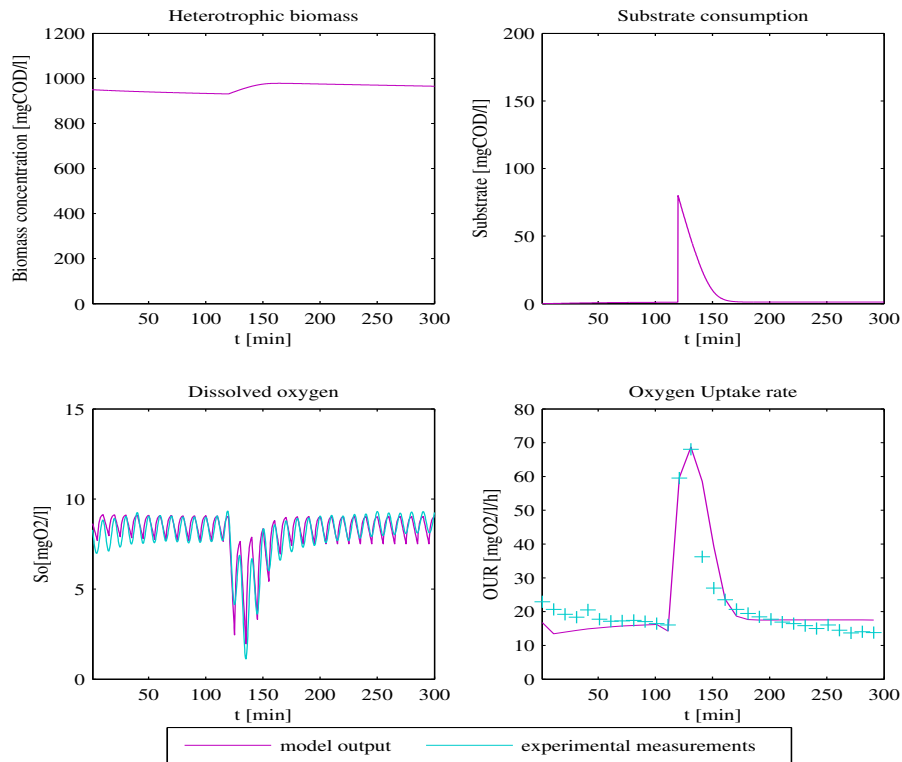 Heterotrophic biomass
1200
1000
800
600
400
200
0
Biomass concentration [mgCOD/l]
50 100 150 200 250 300
t [min]
Substrate consumption
200
150
100
50
0
Substrate [mgCOD/l]
50 100 150 200 250 300
t [min]
Dissolved oxygen
15
10
5
0
So[mgO2/l]
50 100 150 200 250 300
t [min]
Oxygen Uptake rate
80
70
60
50
40
30
20
10
0
OUR [mgO2/l/h]
50 100 150 200 250 300
t [min]
model output
experimental measurements